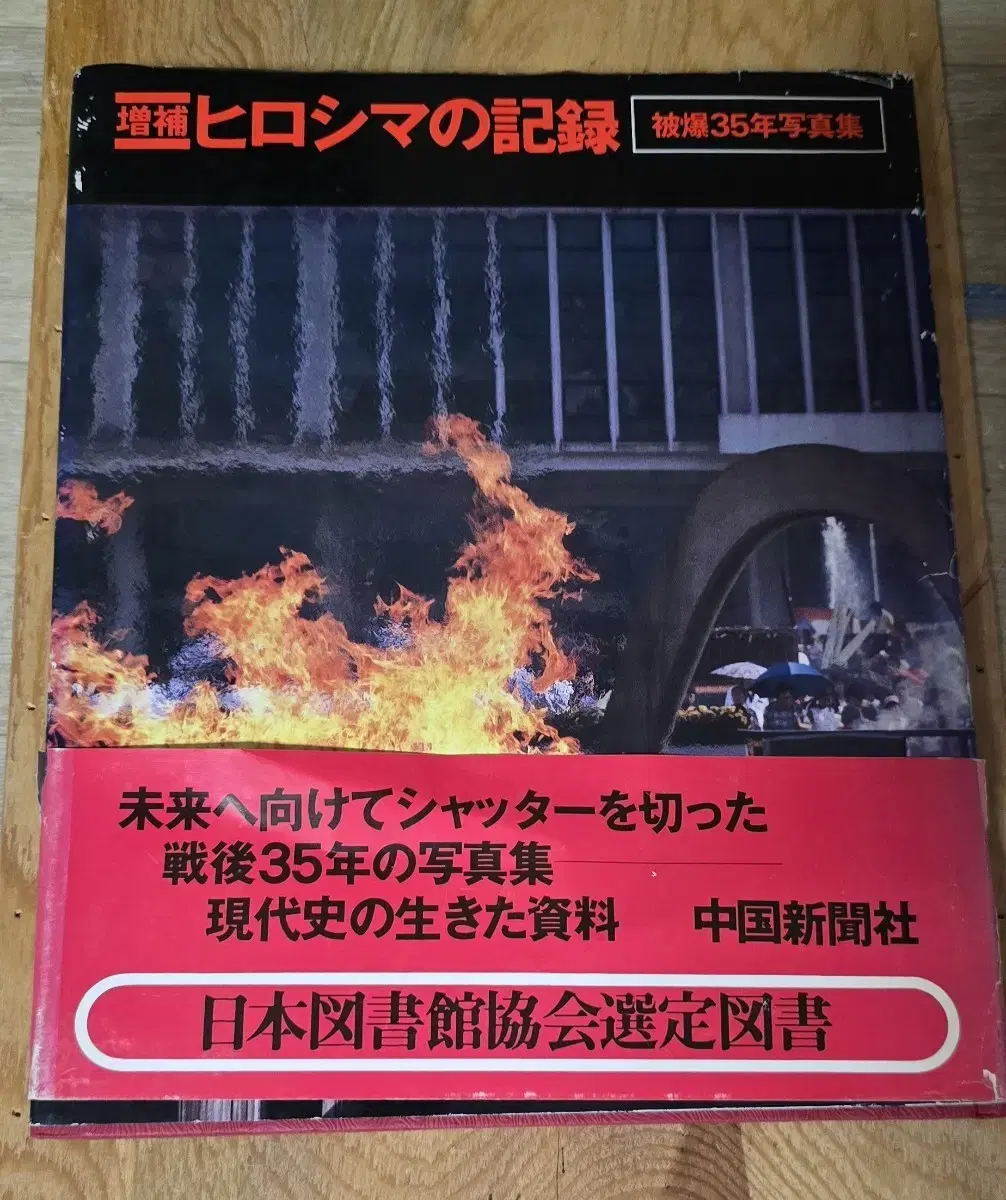 増補 ヒロシマの記録 被爆35年写真集
未来へ向けてシャッターを切った
戦後35年の写真集
現代史の生きた資料 中国新聞社
日本図書館協会選定図書